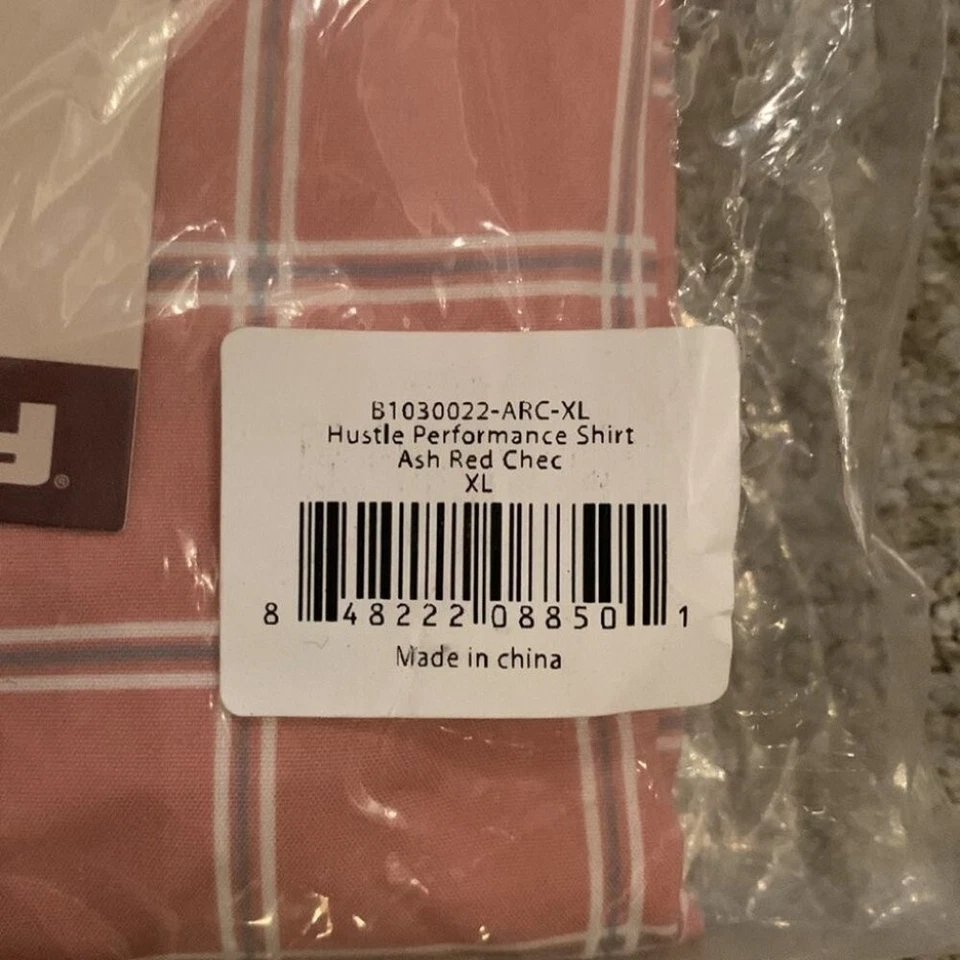 B1030022-ARC-XL
Hustle Performance Shirt
Ash Red Chec
XL
8 48222 08850 1
Made in china
®